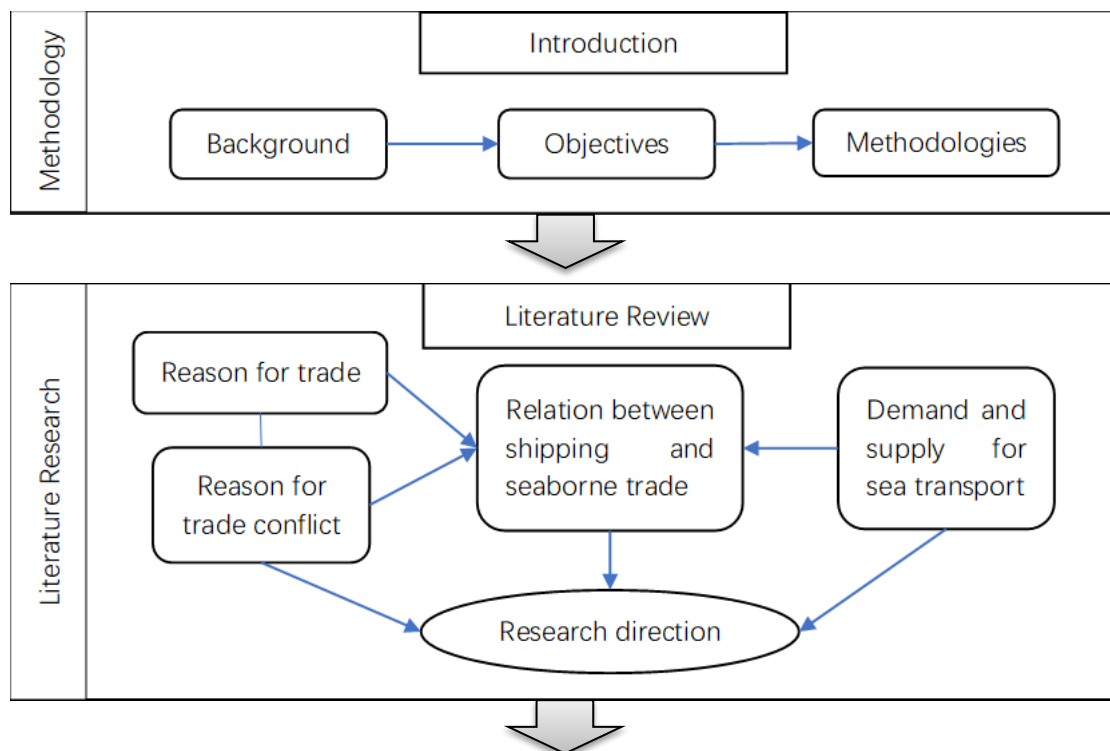 Methodology
Introduction
Background
Objectives
Methodologies
Literature Research
Literature Review
Reason for trade
Reason for
trade conflict
Relation between
shipping and
seaborne trade
Demand and
supply for
sea transport
Research direction